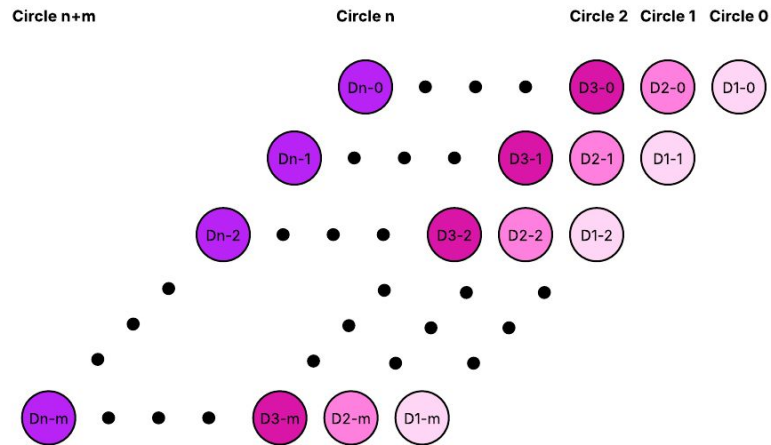 Circle n+m Circle n Circle 2 Circle 1 Circle 0
Dn-0 D3-0 D2-0 D1-0
Dn-1 D3-1 D2-1 D1-1
Dn-2 D3-2 D2-2 D1-2
Dn-m D3-m D2-m D1-m